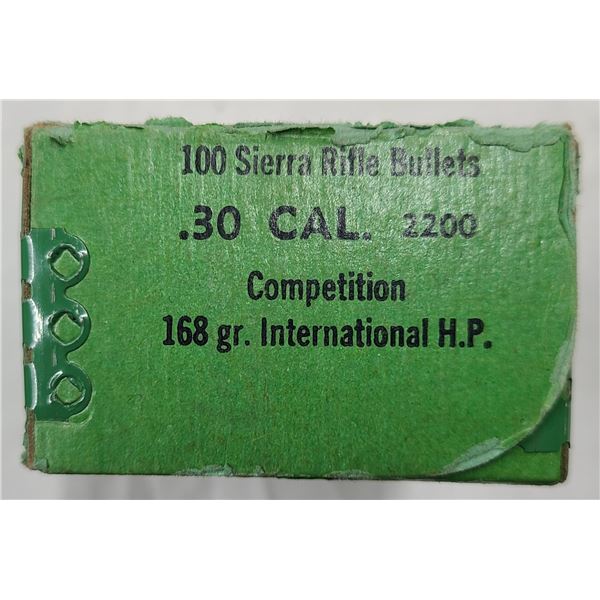 100 Sierra Rifle Bullets
.30 CAL. 2200
Competition
168 gr. International H.P.